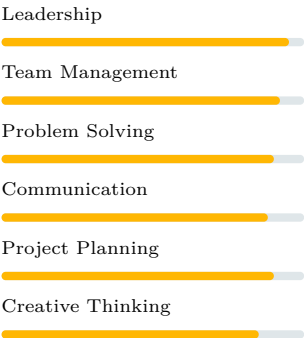 Leadership
Team Management
Problem Solving
Communication
Project Planning
Creative Thinking